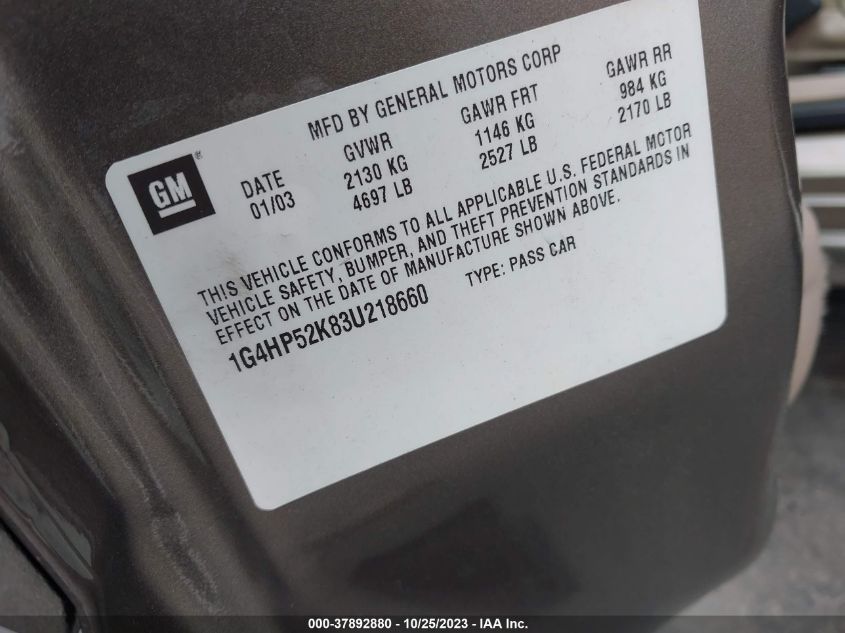 MFD BY GENERAL MOTORS CORP
GM®
DATE GVWR GAWR FRT GAWR RR
01/03 2130 KG 1146 KG 984 KG
4697 LB 2527 LB 2170 LB
THIS VEHICLE CONFORMS TO ALL APPLICABLE U.S. FEDERAL MOTOR
VEHICLE SAFETY, BUMPER, AND THEFT PREVENTION STANDARDS IN
EFFECT ON THE DATE OF MANUFACTURE SHOWN ABOVE.
1G4HP52K83U218660 TYPE: PASS CAR
000-37892880 - 10/25/2023 - IAA Inc.